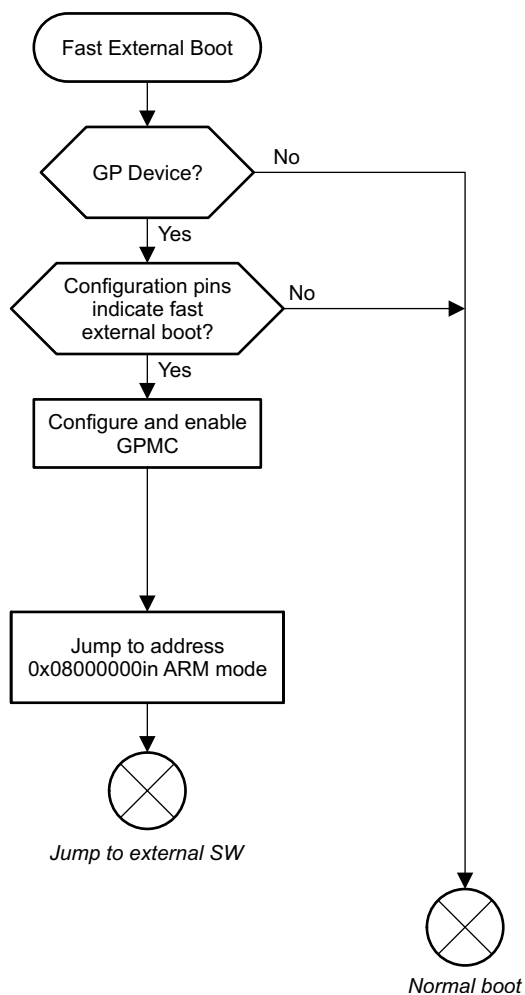 Fast External Boot
GP Device?
No
Yes
Configuration pins
indicate fast
external boot?
No
Yes
Configure and enable
GPMC
Jump to address
0x08000000in ARM mode
Jump to external SW
Normal boot